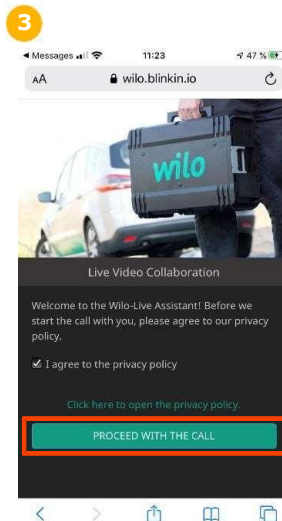 3
Messages
11:23
47 %
AA
wilo.blinkin.io
wilo
Live Video Collaboration
Welcome to the Wilo-Live Assistant! Before we
start the call with you, please agree to our privacy
policy.
I agree to the privacy policy
Click here to open the privacy policy.
PROCEED WITH THE CALL